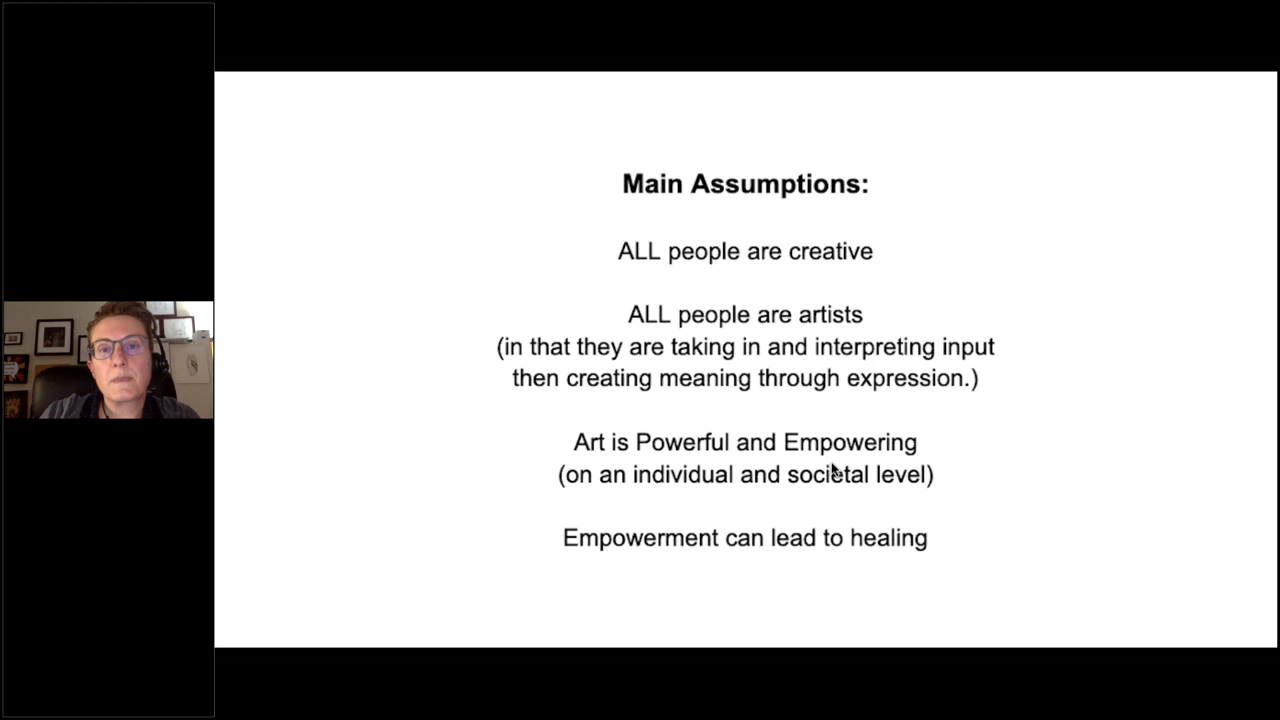 Main Assumptions:
ALL people are creative
ALL people are artists
(in that they are taking in and interpreting input
then creating meaning through expression.)
Art is Powerful and Empowering
(on an individual and societal level)
Empowerment can lead to healing